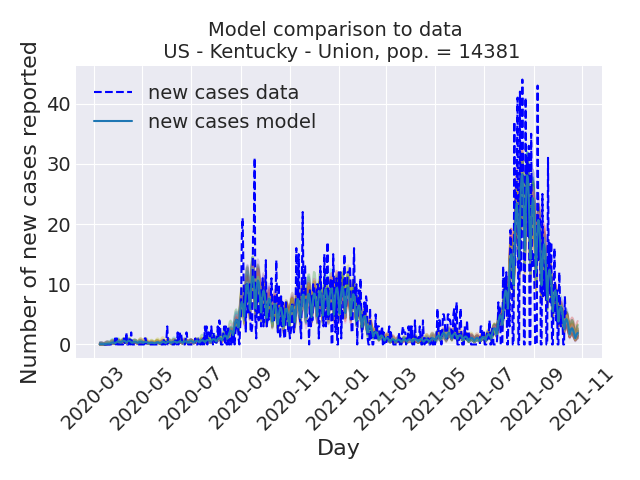 Model comparison to data
US - Kentucky - Union, pop. = 14381
Number of new cases reported
40
30
20
10
0
new cases data
new cases model
2020-03
2020-05
2020-07
2020-09
2020-11
2021-01
2021-03
2021-05
2021-07
2021-09
2021-11
Day